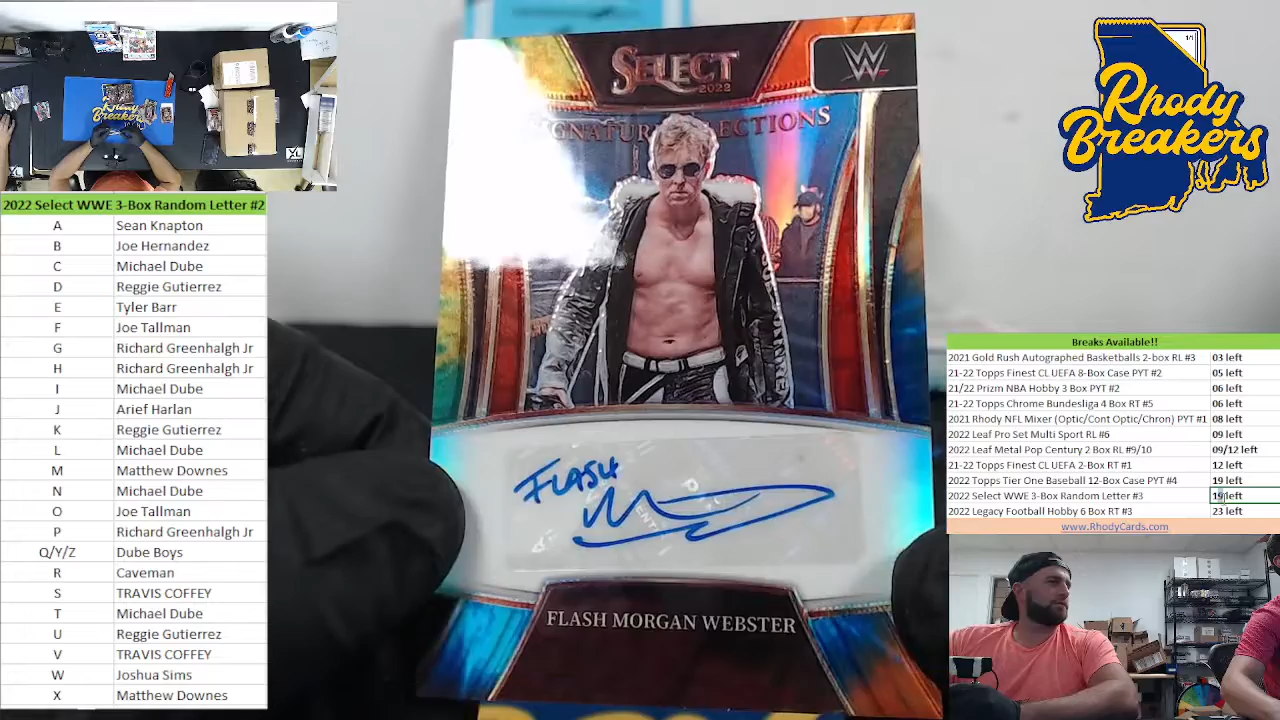 2022 Select WWE 3-Box Random Letter #2
A Sean Knapton
B Joe Hernandez
C Michael Dube
D Reggie Gutierrez
E Tyler Barr
F Joe Tallman
G Richard Greenhalgh Jr
H Richard Greenhalgh Jr
I Michael Dube
J Arief Harlan
K Reggie Gutierrez
L Michael Dube
M Matthew Downes
N Michael Dube
O Joe Tallman
P Richard Greenhalgh Jr
Q/Y/Z Dube Boys
R Caveman
S TRAVIS COFFEY
T Michael Dube
U Reggie Gutierrez
V TRAVIS COFFEY
W Joshua Sims
X Matthew Downes
SELECT
2022
W
FLASH
FLASH MORGAN WEBSTER
Rhody
Breakers
Breaks Available!!
2021 Gold Rush Autographed Basketballs 2-box RL #3 03 left
21-22 Topps Finest CL UEFA 8-Box Case PYT #2 05 left
21/22 Prizm NBA Hobby 3 Box PYT #2 06 left
21-22 Topps Chrome Bundesliga 4 Box RT #5 06 left
2021 Rhody NFL Mixer (Optic/Cont Optic/Chron) PYT #1 08 left
2022 Leaf Pro Set Multi Sport RL #6 09 left
2022 Leaf Metal Pop Century 2 Box RL #9/10 09/12 left
21-22 Topps Finest CL UEFA 2-Box RT #1 12 left
2022 Topps Tier One Baseball 12-Box Case PYT #4 19 left
2022 Select WWE 3-Box Random Letter #3 19 left
2022 Legacy Football Hobby 6 Box RT #3 23 left
www.RhodyCards.com